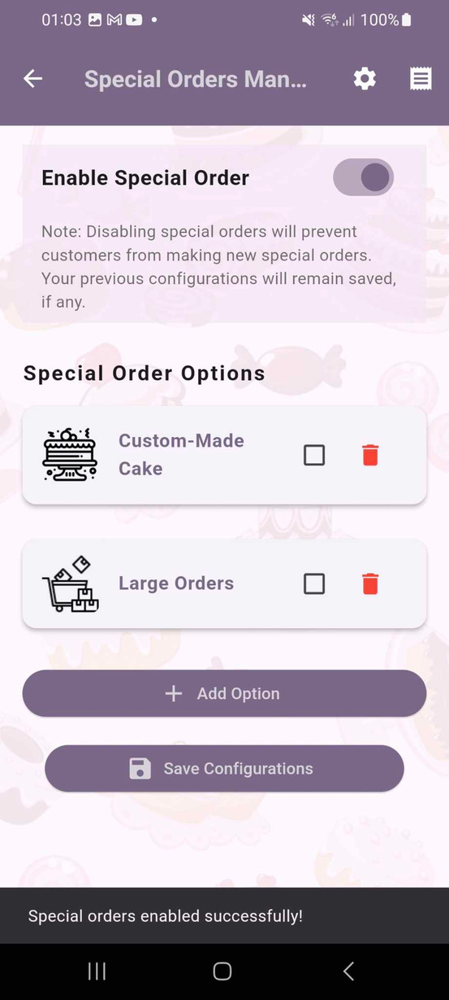 01:03 100%
Special Orders Man...
Enable Special Order
Note: Disabling special orders will prevent
customers from making new special orders.
Your previous configurations will remain saved,
if any.
Special Order Options
Custom-Made
Cake
Large Orders
Add Option
Save Configurations
Special orders enabled successfully!